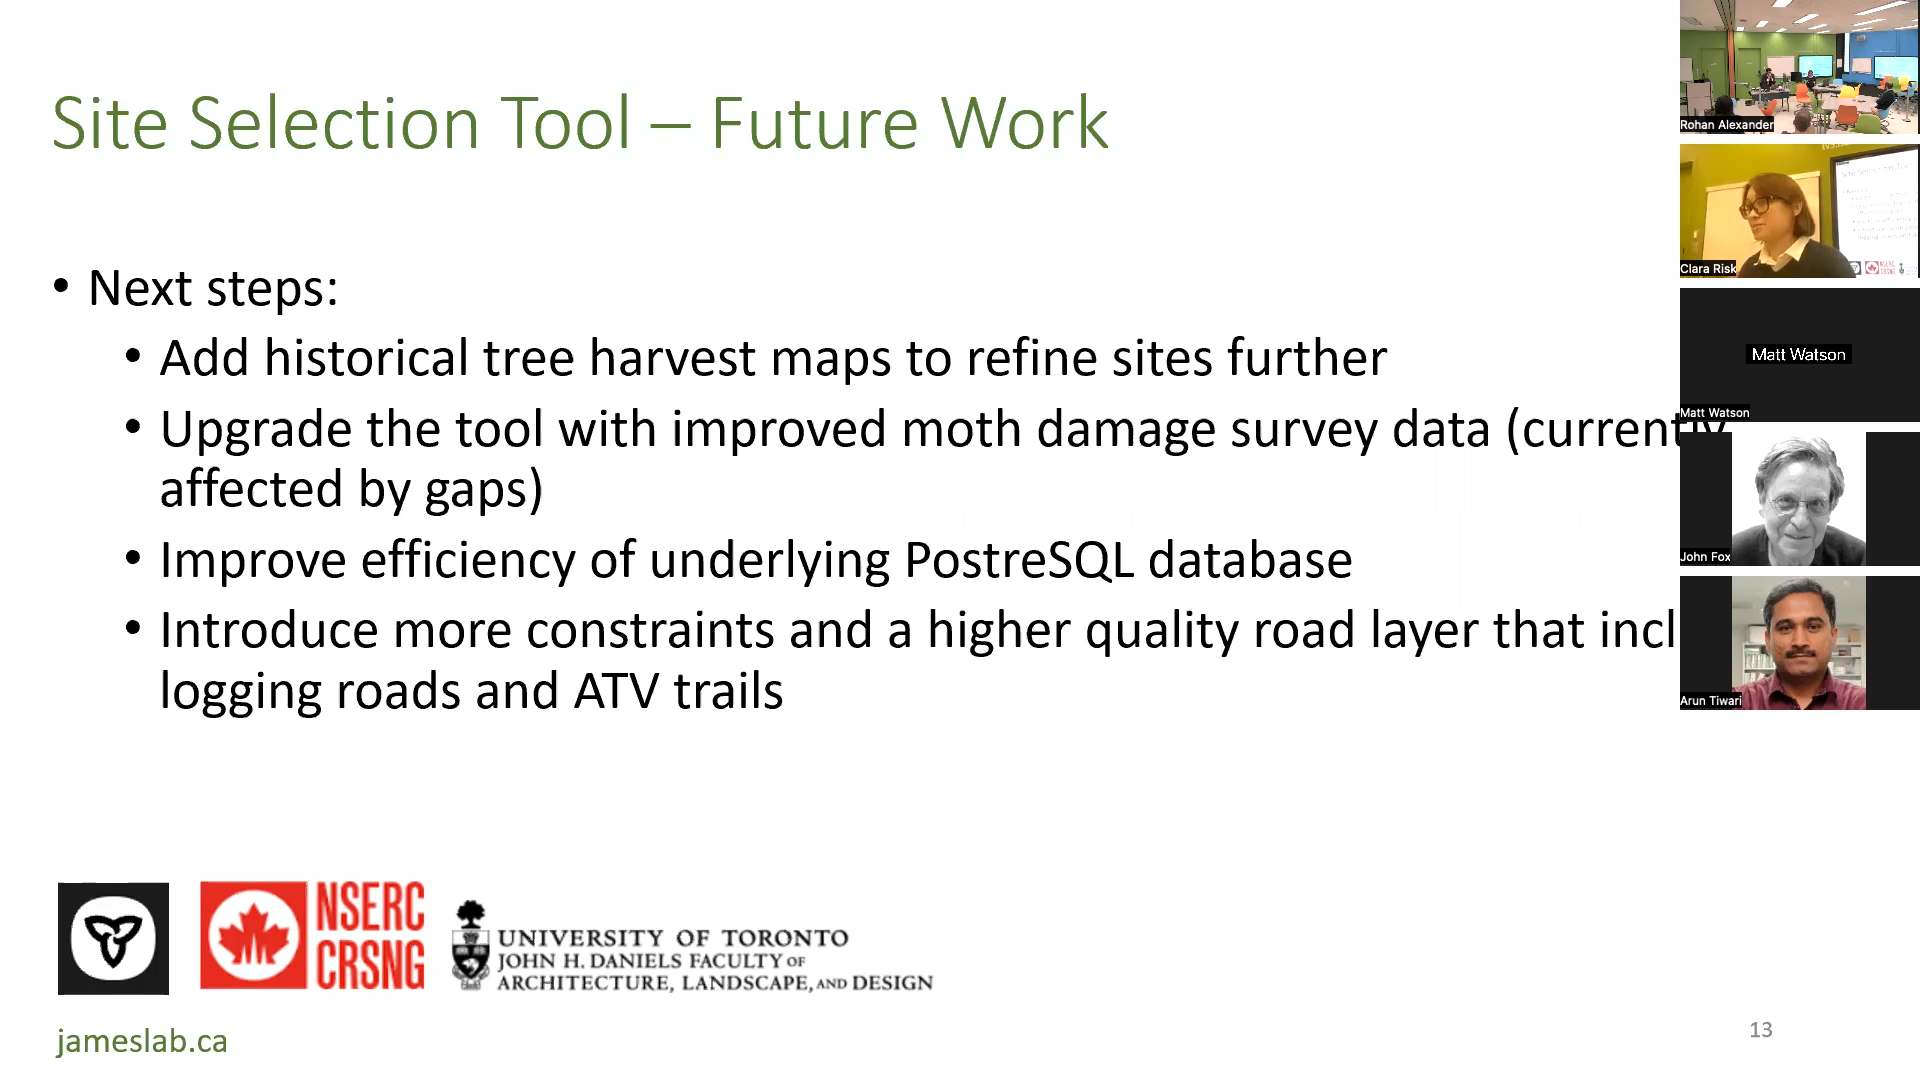 Site Selection Tool – Future Work
• Next steps:
• Add historical tree harvest maps to refine sites further
• Upgrade the tool with improved moth damage survey data (currently
affected by gaps)
• Improve efficiency of underlying PostreSQL database
• Introduce more constraints and a higher quality road layer that incl
logging roads and ATV trails
NSERC
CRSNG
UNIVERSITY OF TORONTO
JOHN H. DANIELS FACULTY OF
ARCHITECTURE, LANDSCAPE, AND DESIGN
jameslab.ca
13
Rohan Alexander
Clara Risk
Matt Watson
Matt Watson
John Fox
Arun Tiwari